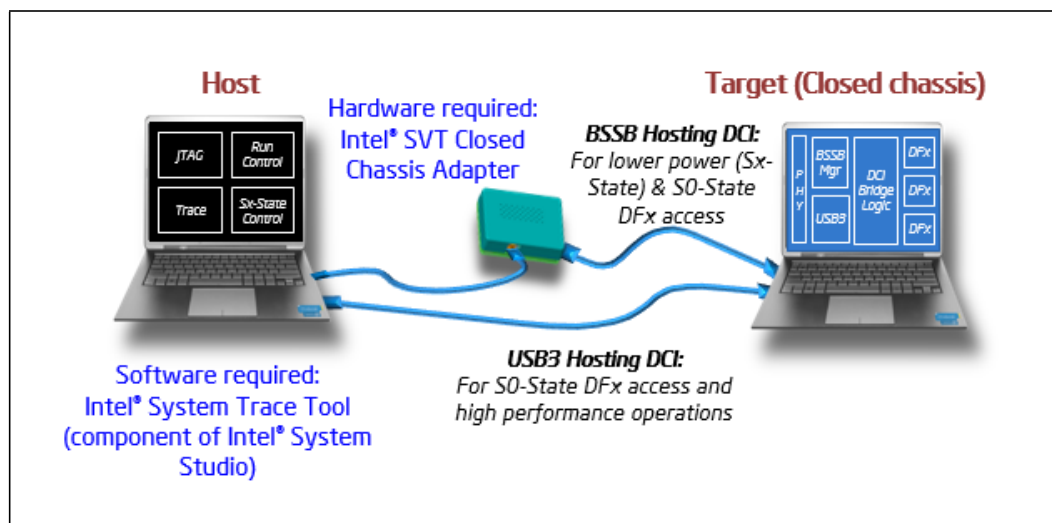 Host
Target (Closed chassis)
Hardware required:
Intel® SVT Closed
Chassis Adapter
BSSB Hosting DCI:
For lower power (Sx-
State) & S0-State
DFx access
JTAG
Run
Control
Trace
Sx-State
Control
P
H
Y
BSSB
Mgr
USB3
DCI
Bridge
Logic
DFx
DFx
DFx
USB3 Hosting DCI:
For S0-State DFx access and
high performance operations
Software required:
Intel® System Trace Tool
(component of Intel® System
Studio)